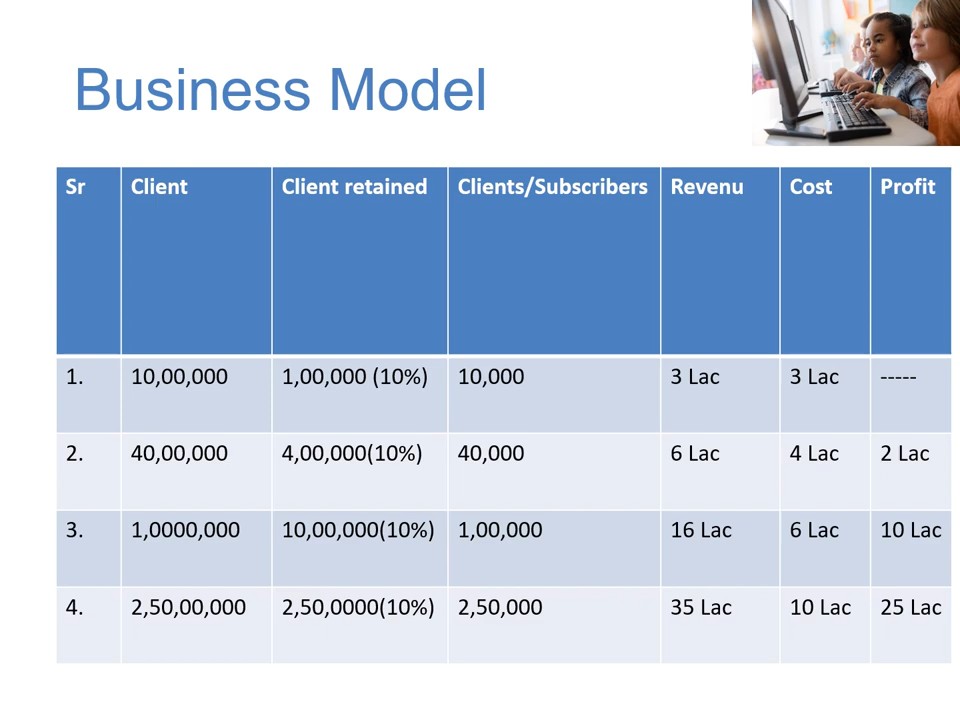 Business Model
Sr Client Client retained Clients/Subscribers Revenu Cost Profit
1. 10,00,000 1,00,000 (10%) 10,000 3 Lac 3 Lac -----
2. 40,00,000 4,00,000(10%) 40,000 6 Lac 4 Lac 2 Lac
3. 1,0000,000 10,00,000(10%) 1,00,000 16 Lac 6 Lac 10 Lac
4. 2,50,00,000 2,50,0000(10%) 2,50,000 35 Lac 10 Lac 25 Lac